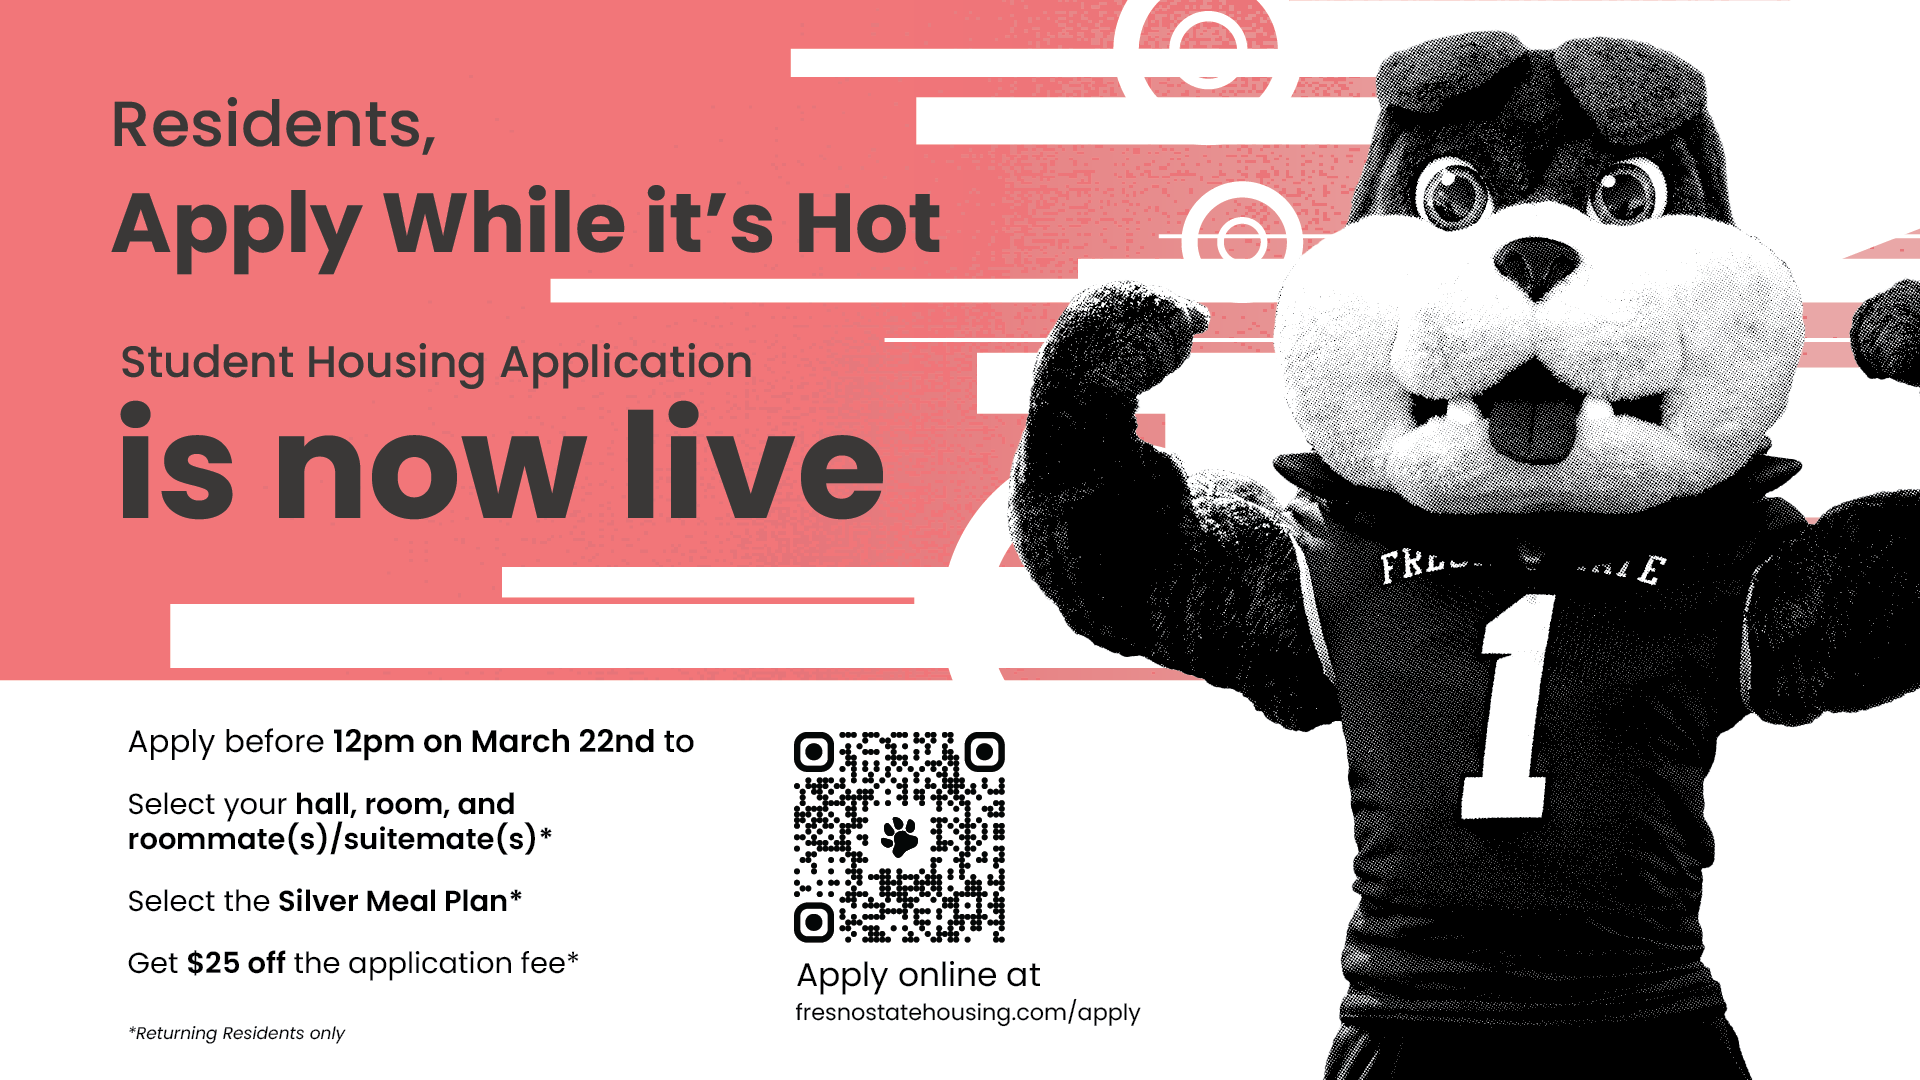 Residents,
Apply While it's Hot
Student Housing Application
is now live
Apply before 12pm on March 22nd to
Select your hall, room, and
roommate(s)/suitemate(s)*
Select the Silver Meal Plan*
Get $25 off the application fee*
*Returning Residents only
Apply online at
fresnostatehousing.com/apply
1